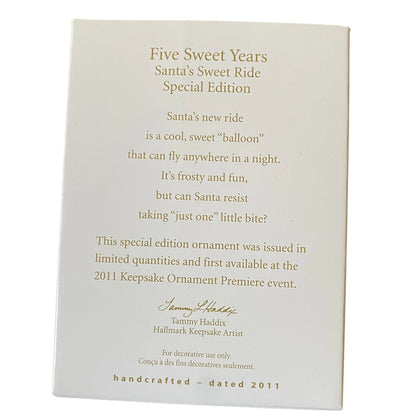 Five Sweet Years
Santa's Sweet Ride
Special Edition
Santa's new ride
is a cool, sweet "balloon"
that can fly anywhere in a night.
It's frosty and fun,
but can Santa resist
taking "just one" little bite?
This special edition ornament was issued in
limited quantities and first available at the
2011 Keepsake Ornament Premiere event.
Tammy L Haddix
Tammy Haddix
Hallmark Keepsake Artist
For decorative use only.
Conçu à des fins décoratives seulement.
handcrafted – dated 2011